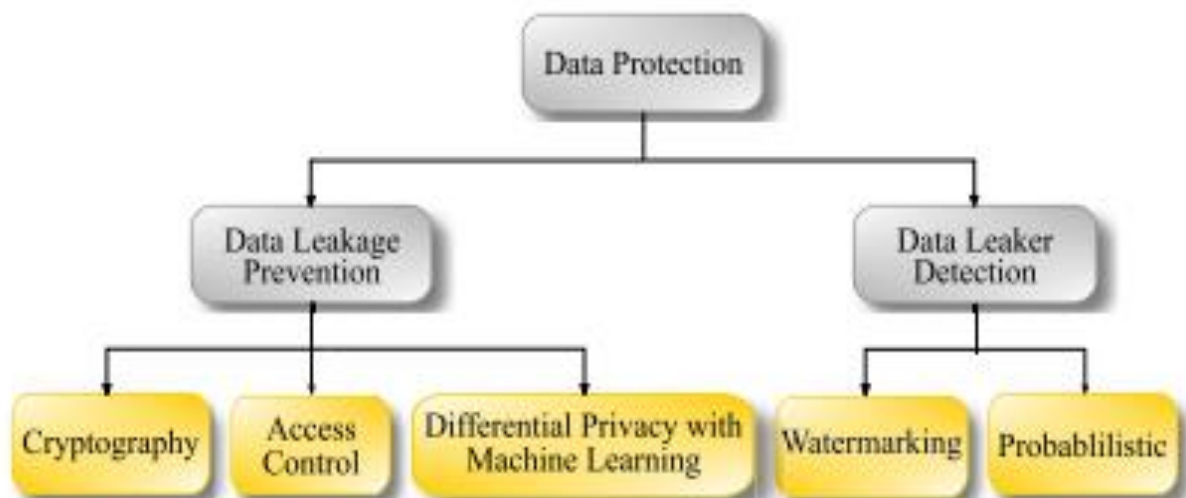 Data Protection
Data Leakage
Prevention
Data Leaker
Detection
Cryptography
Access
Control
Differential Privacy with
Machine Learning
Watermarking
Probablilistic